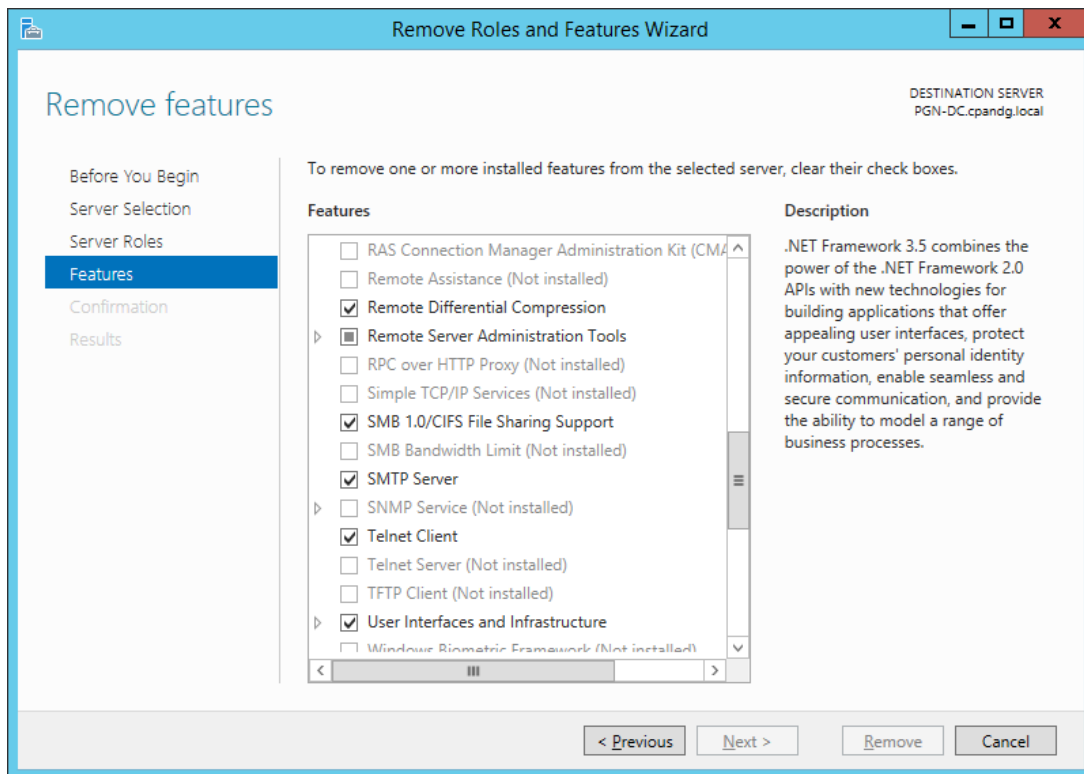 Remove Roles and Features Wizard
Remove features
DESTINATION SERVER
PGN-DC.cpandg.local
Before You Begin
Server Selection
Server Roles
Features
Confirmation
Results
To remove one or more installed features from the selected server, clear their check boxes.
Features
RAS Connection Manager Administration Kit (CMA
Remote Assistance (Not installed)
Remote Differential Compression
Remote Server Administration Tools
RPC over HTTP Proxy (Not installed)
Simple TCP/IP Services (Not installed)
SMB 1.0/CIFS File Sharing Support
SMB Bandwidth Limit (Not installed)
SMTP Server
SNMP Service (Not installed)
Telnet Client
Telnet Server (Not installed)
TFTP Client (Not installed)
User Interfaces and Infrastructure
Windows Biometric Framework (Not installed)
Description
.NET Framework 3.5 combines the
power of the .NET Framework 2.0
APIs with new technologies for
building applications that offer
appealing user interfaces, protect
your customers' personal identity
information, enable seamless and
secure communication, and provide
the ability to model a range of
business processes.
< Previous
Next >
Remove
Cancel